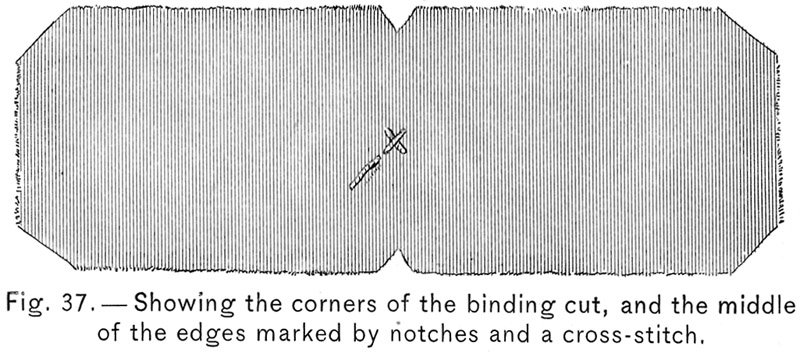 Fig. 37.—Showing the corners of the binding cut, and the middle
of the edges marked by notches and a cross-stitch.